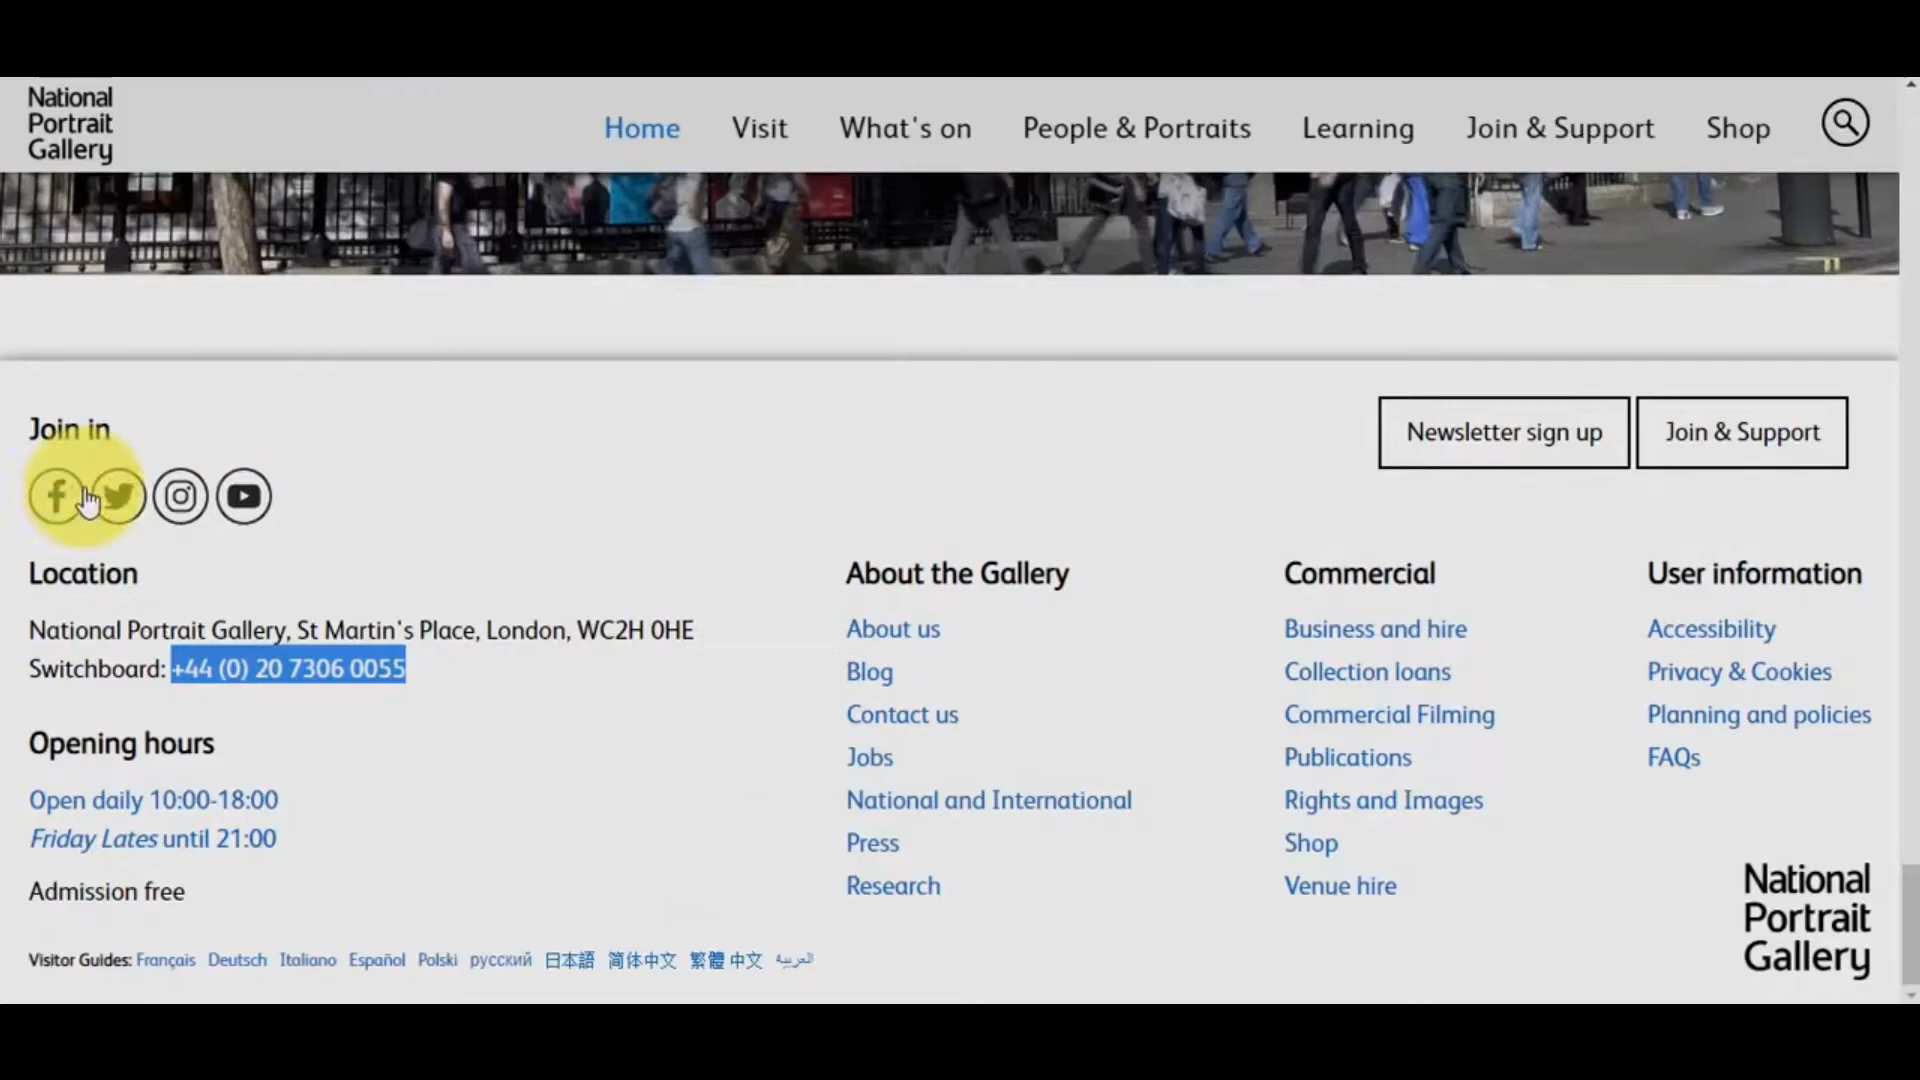 National
Portrait
Gallery
Home Visit What's on People & Portraits Learning Join & Support Shop
Join in
Newsletter sign up Join & Support
Location
National Portrait Gallery, St Martin's Place, London, WC2H 0HE
Switchboard: +44 (0) 20 7306 0055
Opening hours
Open daily 10:00-18:00
Friday Lates until 21:00
Admission free
About the Gallery
About us
Blog
Contact us
Jobs
National and International
Press
Research
Commercial
Business and hire
Collection loans
Commercial Filming
Publications
Rights and Images
Shop
Venue hire
User information
Accessibility
Privacy & Cookies
Planning and policies
FAQs
Visitor Guides: Français Deutsch Italiano Español Polski русский 日本語 简体中文 繁體中文 العربية
National
Portrait
Gallery